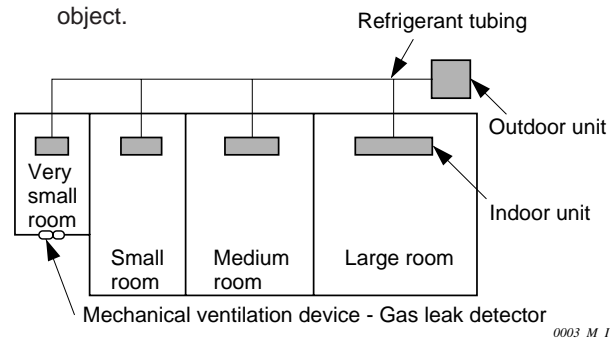 object.
Refrigerant tubing
Outdoor unit
Indoor unit
Very
small
room
Small
room
Medium
room
Large room
Mechanical ventilation device - Gas leak detector
0003_M_I